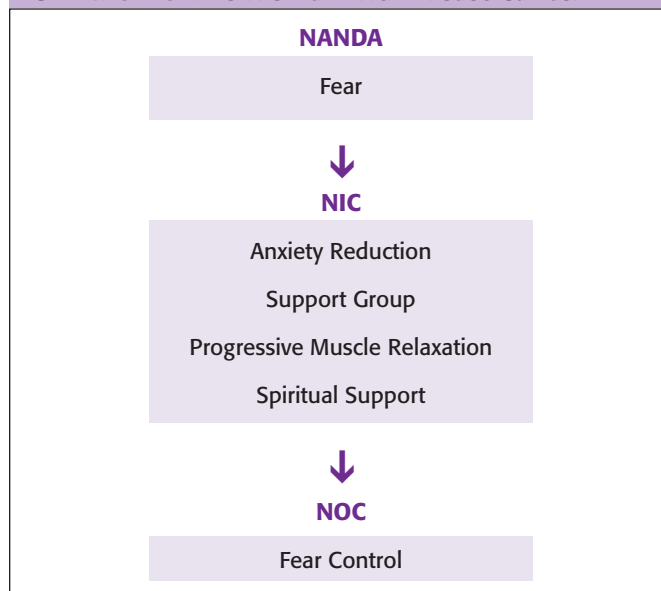 NANDA
Fear
NIC
Anxiety Reduction
Support Group
Progressive Muscle Relaxation
Spiritual Support
NOC
Fear Control